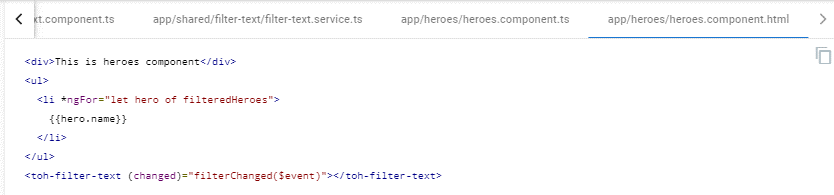 xt.component.ts app/shared/filter-text/filter-text.service.ts app/heroes/heroes.component.ts app/heroes/heroes.component.html
<div>This is heroes component</div>
<ul>
  <li *ngFor="let hero of filteredHeroes">
    {{hero.name}}
  </li>
</ul>
<toh-filter-text (changed)="filterChanged($event)"></toh-filter-text>